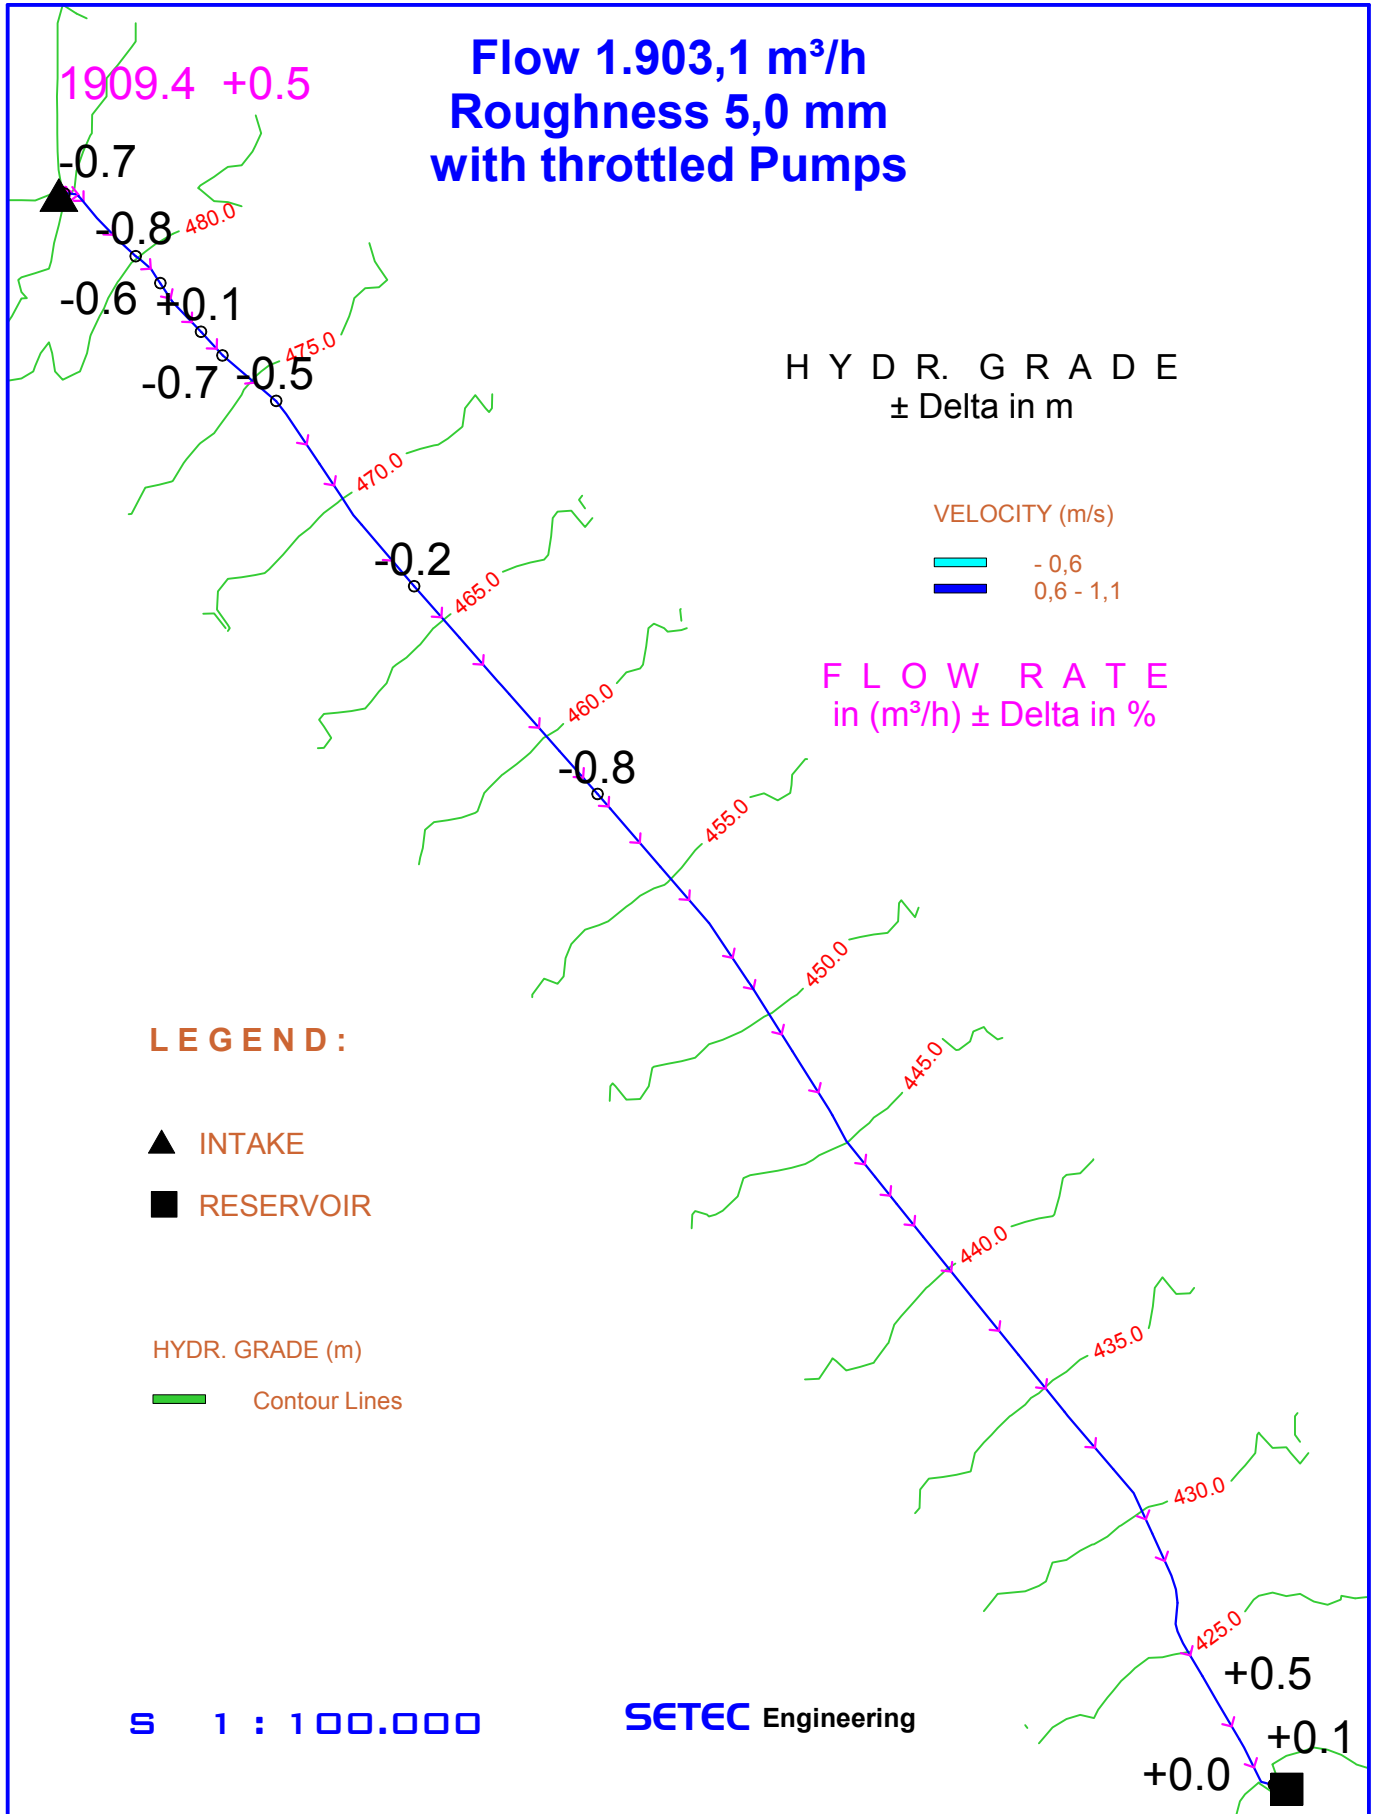 Flow 1.903,1 m³/h
Roughness 5,0 mm
with throttled Pumps
1909.4 +0.5
-0.7
-0.8
480.0
-0.6 +0.1
475.0
-0.7 -0.5
HYDR. GRADE
± Delta in m
470.0
VELOCITY (m/s)
- 0,6
0,6 - 1,1
-0.2
465.0
FLOW RATE
in (m³/h) ± Delta in %
460.0
-0.8
455.0
450.0
LEGEND:
445.0
INTAKE
RESERVOIR
440.0
HYDR. GRADE (m)
Contour Lines
435.0
430.0
425.0
+0.5
S 1 : 100.000
SETEC Engineering
+0.1
+0.0